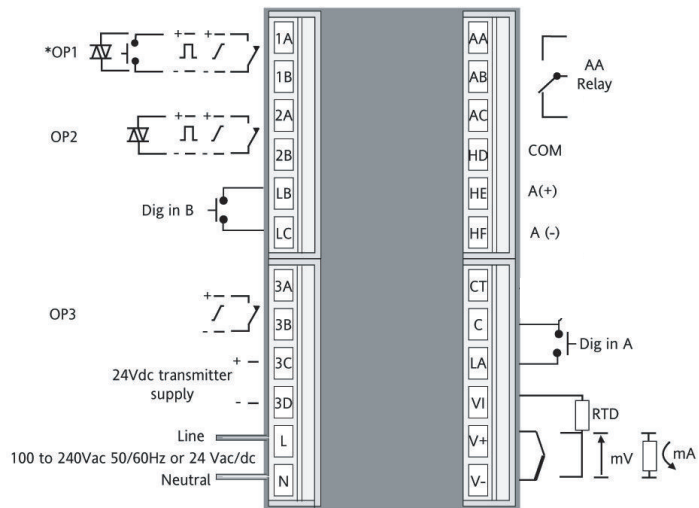 *OP1
+ -
+ -
- -
- -
1A
1B
AA
AB
AA
Relay
OP2
+ -
+ -
- -
- -
2A
2B
AC
HD
COM
Dig in B
LB
LC
HE
HF
A(+)
A (-)
OP3
+
-
3A
3B
CT
C
24Vdc transmitter
supply
+
-
3C
3D
LA
VI
Dig in A
RTD
Line
100 to 240Vac 50/60Hz or 24 Vac/dc
Neutral
L
N
V+
V-
mV
mA